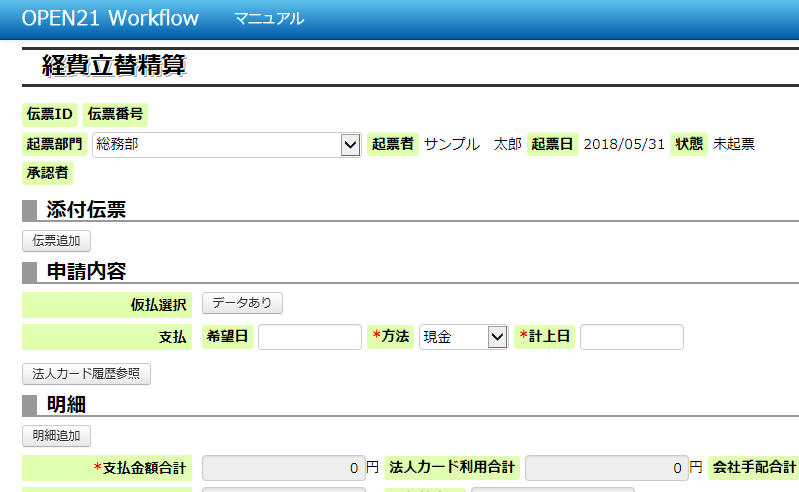 OPEN21 Workflow マニュアル
経費立替精算
伝票ID 伝票番号
起票部門 総務部 起票者 サンプル 太郎 起票日 2018/05/31 状態 未起票
承認者
添付伝票
伝票追加
申請内容
仮払選択 データあり
支払 希望日 *方法 現金 *計上日
法人カード履歴参照
明細
明細追加
*支払金額合計 0 円 法人カード利用合計 0 円 会社手配合計